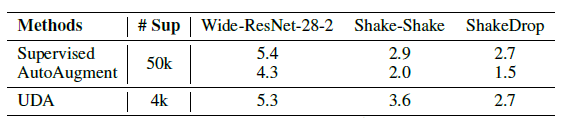 Methods # Sup Wide-ResNet-28-2 Shake-Shake ShakeDrop
Supervised 50k 5.4 2.9 2.7
AutoAugment 4.3 2.0 1.5
UDA 4k 5.3 3.6 2.7